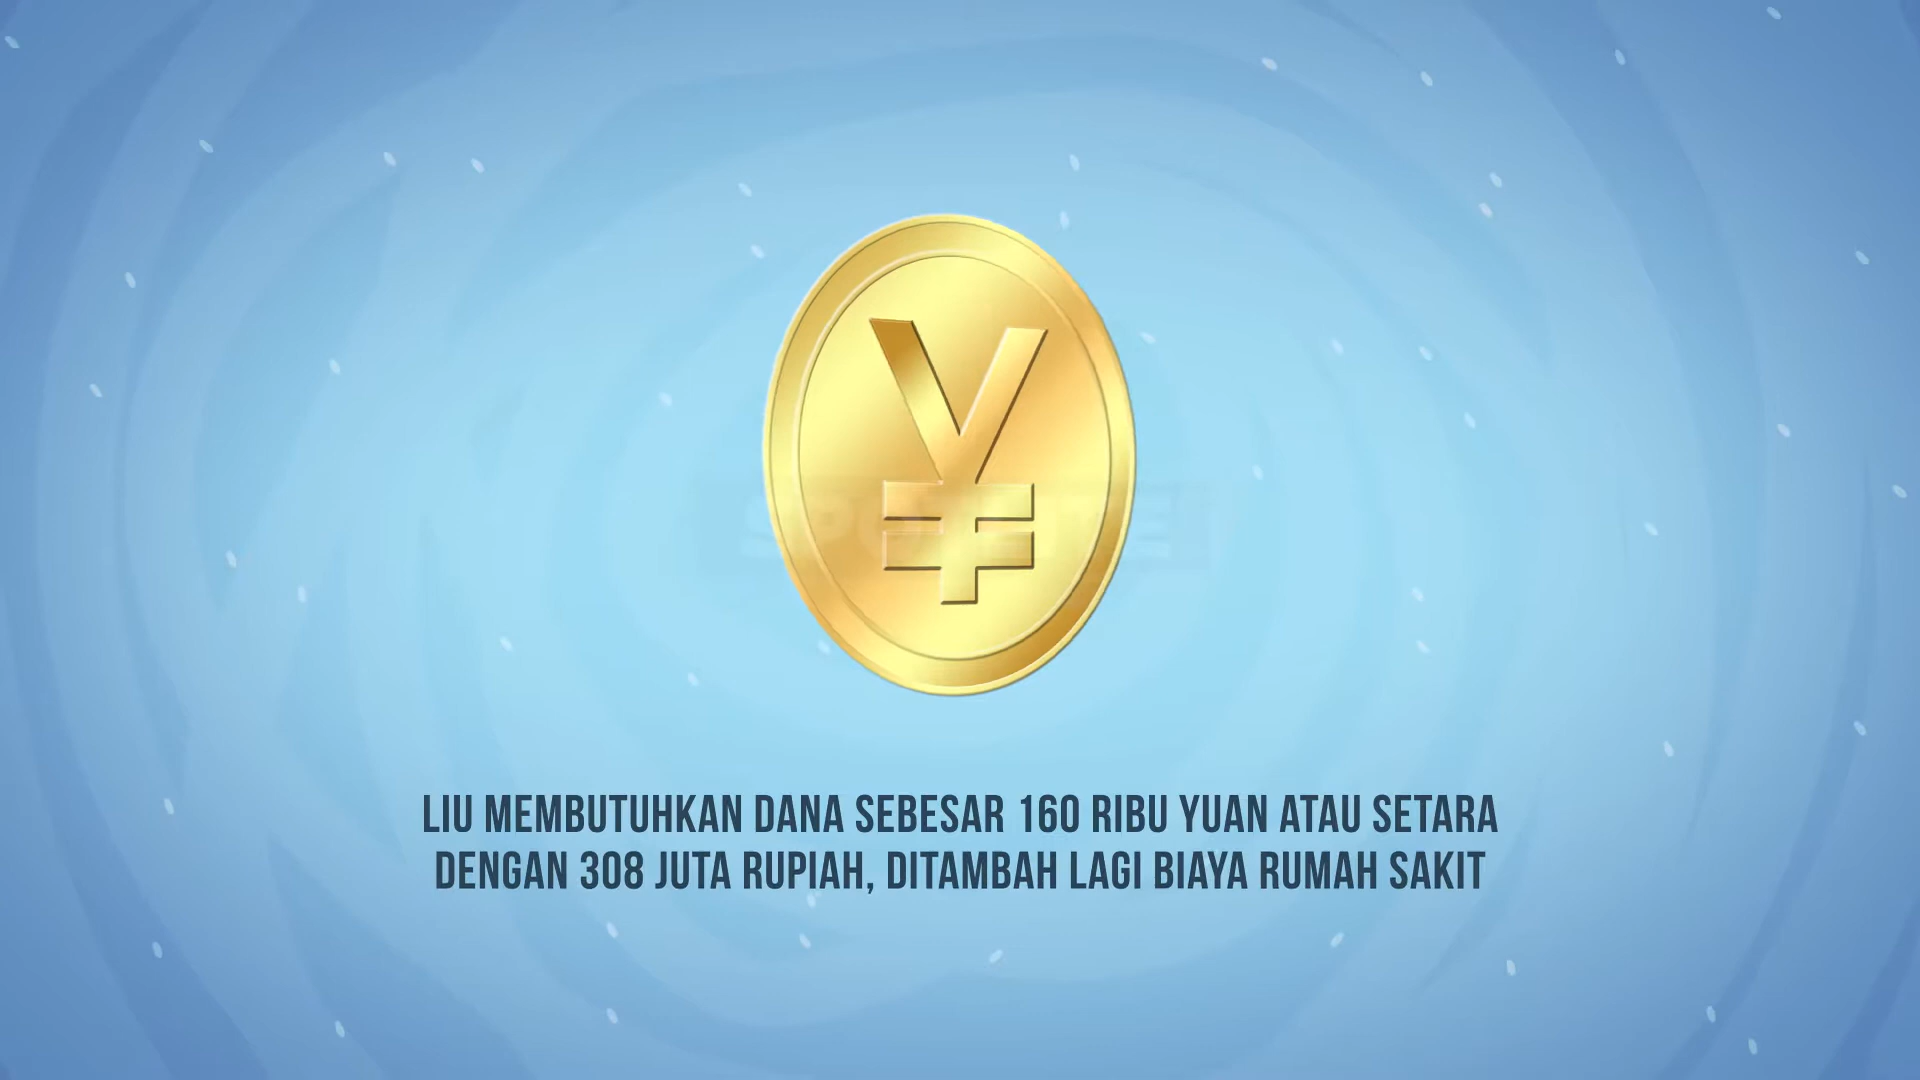 ¥
LIU MEMBUTUHKAN DANA SEBESAR 160 RIBU YUAN ATAU SETARA
DENGAN 308 JUTA RUPIAH, DITAMBAH LAGI BIAYA RUMAH SAKIT